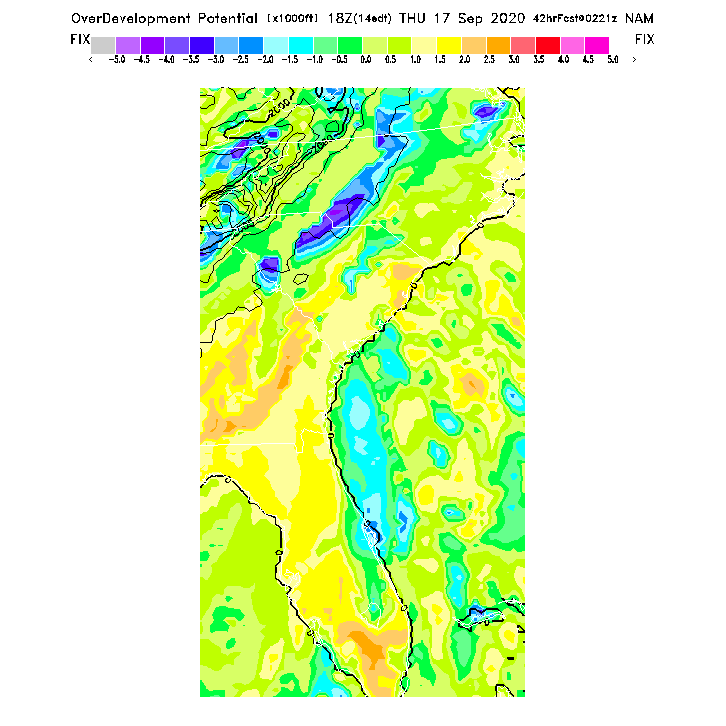 OverDevelopment Potential [x1000ft] 18Z(14edt) THU 17 Sep 2020 42hrFcst@0221z NAM
FIX FIX
< -5.0 -4.5 -4.0 -3.5 -3.0 -2.5 -2.0 -1.5 -1.0 -0.5 0.0 0.5 1.0 1.5 2.0 2.5 3.0 3.5 4.0 4.5 5.0 >
2000